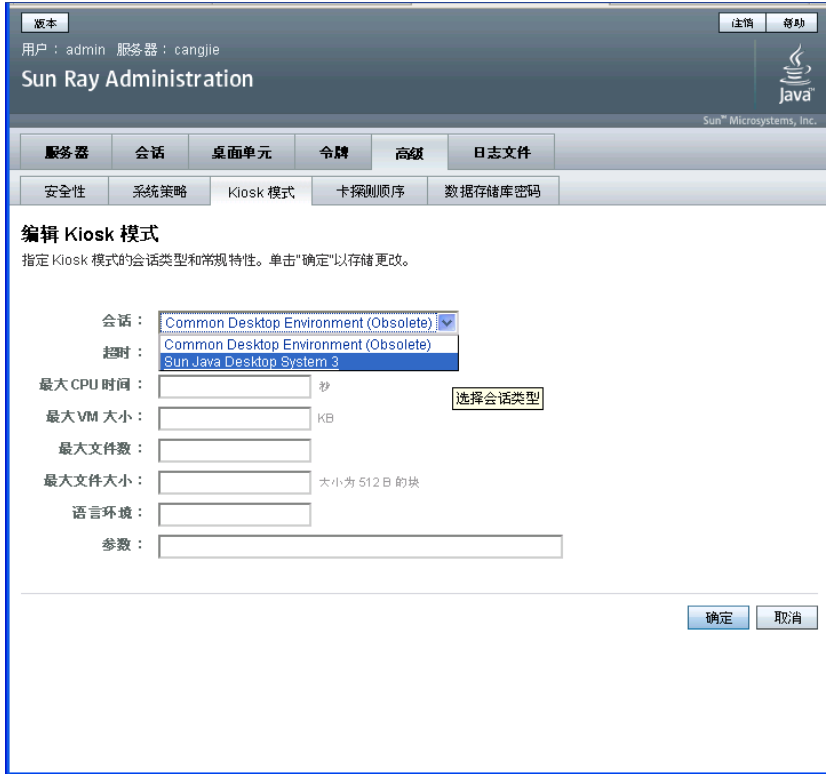 版本 注销 帮助
用户： admin 服务器： cangjie
Sun Ray Administration
Java™
Sun™ Microsystems, Inc.
服务器 会话 桌面单元 令牌 高级 日志文件
安全性 系统策略 Kiosk 模式 卡探测顺序 数据存储库密码
编辑 Kiosk 模式
指定 Kiosk 模式的会话类型和常规特性。单击"确定"以存储更改。
会话： Common Desktop Environment (Obsolete)
Common Desktop Environment (Obsolete)
超时： Sun Java Desktop System 3
最大 CPU 时间： 秒
选择会话类型
最大 VM 大小： KB
最大文件数：
最大文件大小： 大小为 512 B 的块
语言环境：
参数：
确定 取消